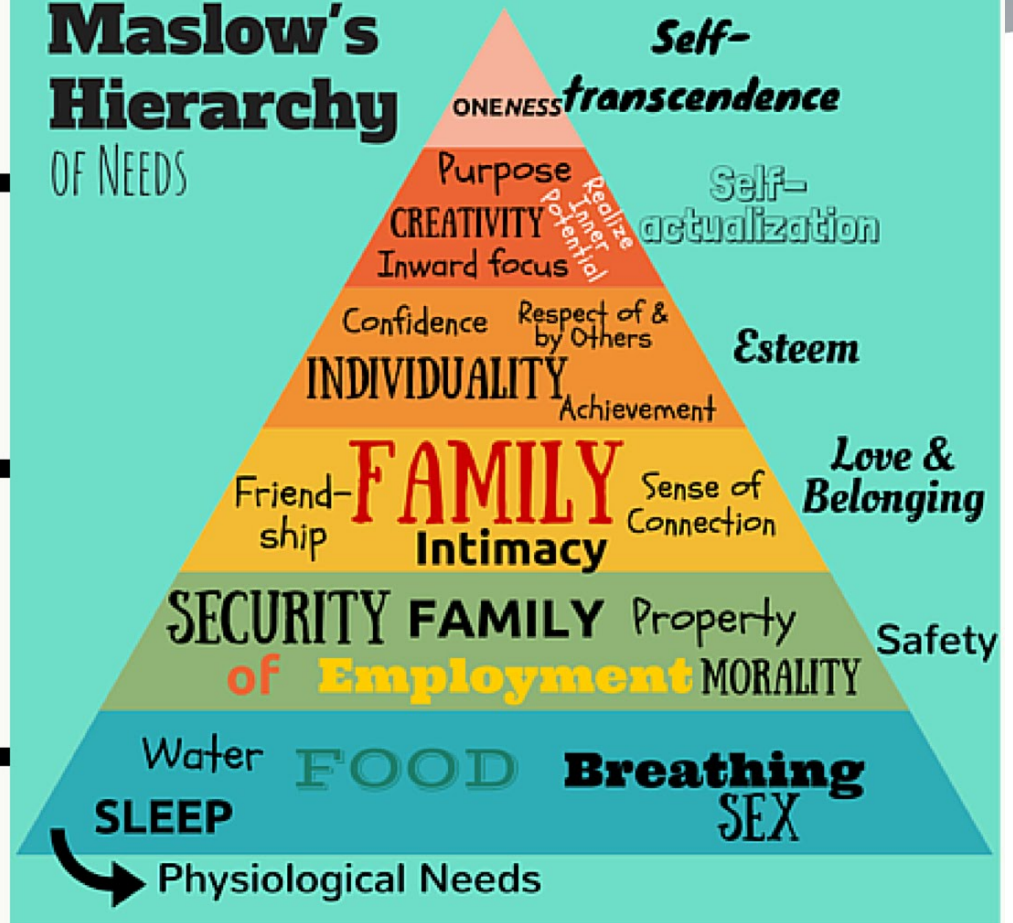 Maslow's
Hierarchy
OF NEEDS
Self-
transcendence
ONENESS
Purpose
CREATIVITY
Inward focus
Realize
Inner
Potential
Self-
actualization
Confidence
Respect of &
by Others
INDIVIDUALITY
Achievement
Esteem
Friend-
ship
FAMILY
Intimacy
Sense of
Connection
Love &
Belonging
SECURITY FAMILY Property
of Employment MORALITY
Safety
Water FOOD Breathing
SLEEP SEX
Physiological Needs